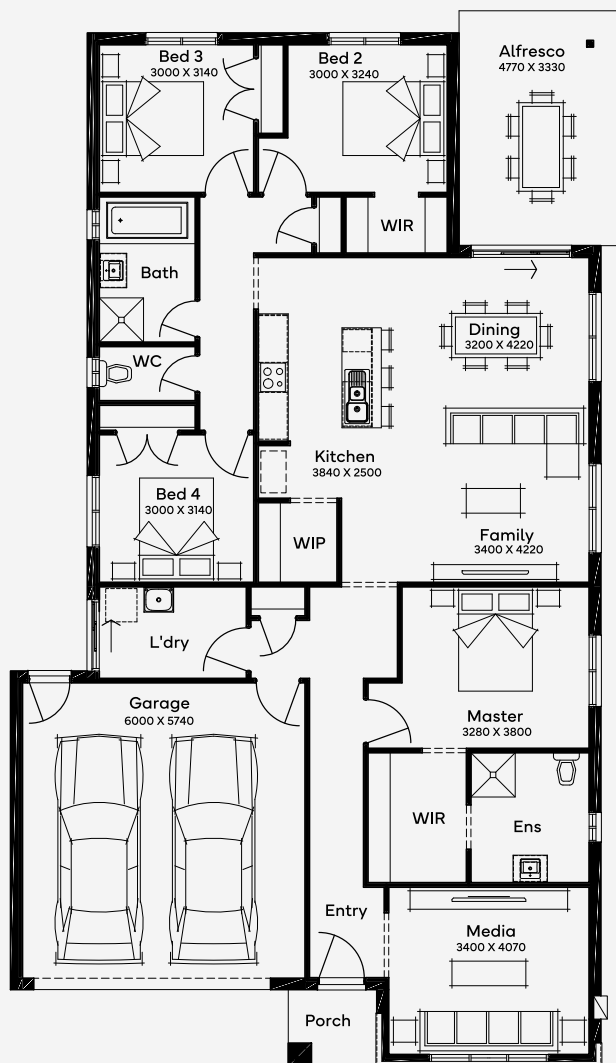 Bed 3
3000 X 3140
Bed 2
3000 X 3240
Alfresco
4770 X 3330
WIR
Bath
Dining
3200 X 4220
WC
Kitchen
3840 X 2500
Bed 4
3000 X 3140
WIP
Family
3400 X 4220
L'dry
Garage
6000 X 5740
Master
3280 X 3800
WIR
Ens
Entry
Media
3400 X 4070
Porch